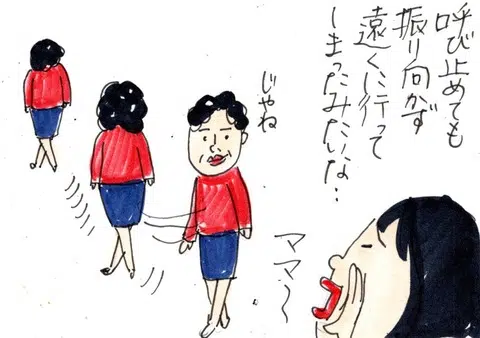 呼び止めても
振り向かず
遠くに行って
しまったみたいな‥
じゃね
ママ〜